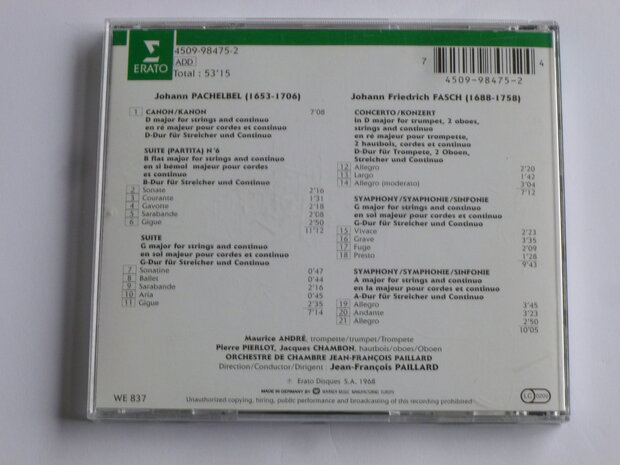 ERATO
4509-98475-2
ADD
Total : 53'15
7 4509-98475-2 4
Johann PACHELBEL (1653-1706)
1 CANON/KANON 7'08
D major for strings and continuo
en ré majeur pour cordes et continuo
D-Dur für Streicher und Continuo
SUITE (PARTITA) N°6
B flat major for strings and continuo
en si bémol majeur pour cordes
et continuo
B-Dur für Streicher und Continuo
2 Sonate 2'16
3 Courante 1'31
4 Gavotte 2'18
5 Sarabande 2'08
6 Gigue 2'50
11'12
SUITE
G major for strings and continuo
en sol majeur pour cordes et continuo
G-Dur für Streicher und Continuo
7 Sonatine 0'47
8 Ballet 0'44
9 Sarabande 2'16
10 Aria 0'45
11 Gigue 2'35
7'14
Johann Friedrich FASCH (1688-1758)
CONCERTO/KONZERT
in D major for trumpet, 2 oboes,
strings and continuo
en ré majeur pour trompette,
2 hautbois, cordes et continuo
D-Dur für Trompete, 2 Oboen,
Streicher und Continuo
12 Allegro 2'20
13 Largo 1'42
14 Allegro (moderato) 3'04
7'12
SYMPHONY/SYMPHONIE/SINFONIE
G major for strings and continuo
en sol majeur pour cordes et continuo
G-Dur für Streicher und Continuo
15 Vivace 2'23
16 Grave 3'35
17 Fuge 2'09
18 Presto 1'28
9'43
SYMPHONY/SYMPHONIE/SINFONIE
A major for strings and continuo
en la majeur pour cordes et continuo
A-Dur für Streicher und Continuo
19 Allegro 3'45
20 Andante 3'23
21 Allegro 2'50
10'05
Maurice ANDRÉ, trompette/trumpet/Trompete
Pierre PIERLOT, Jacques CHAMBON, hautbois/oboes/Oboen
ORCHESTRE DE CHAMBRE JEAN-FRANÇOIS PAILLARD
Direction/Conductor/Dirigent : Jean-François PAILLARD
℗ Erato Disques S.A. 1968
MADE IN GERMANY BY WARNER MUSIC MANUFACTURING EUROPE
WE 837
Unauthorized copying, hiring, public performance and broadcasting of this recording prohibited
LC 0200